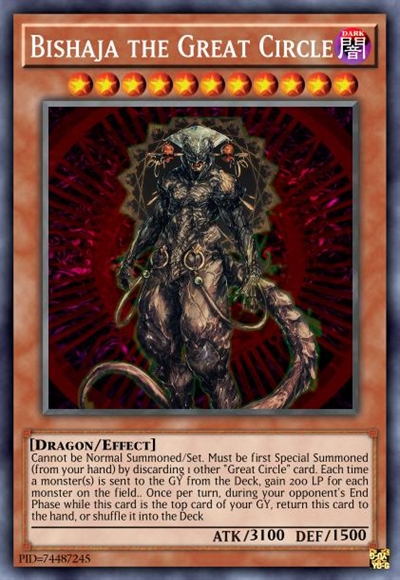 Bishaja the Great Circle
DARK
闇
[Dragon/Effect]
Cannot be Normal Summoned/Set. Must be first Special Summoned
(from your hand) by discarding 1 other "Great Circle" card. Each time
a monster(s) is sent to the GY from the Deck, gain 200 LP for each
monster on the field.. Once per turn, during your opponent's End
Phase while this card is the top card of your GY, return this card to
the hand, or shuffle it into the Deck
ATK/3100 DEF/1500
PID=74487245